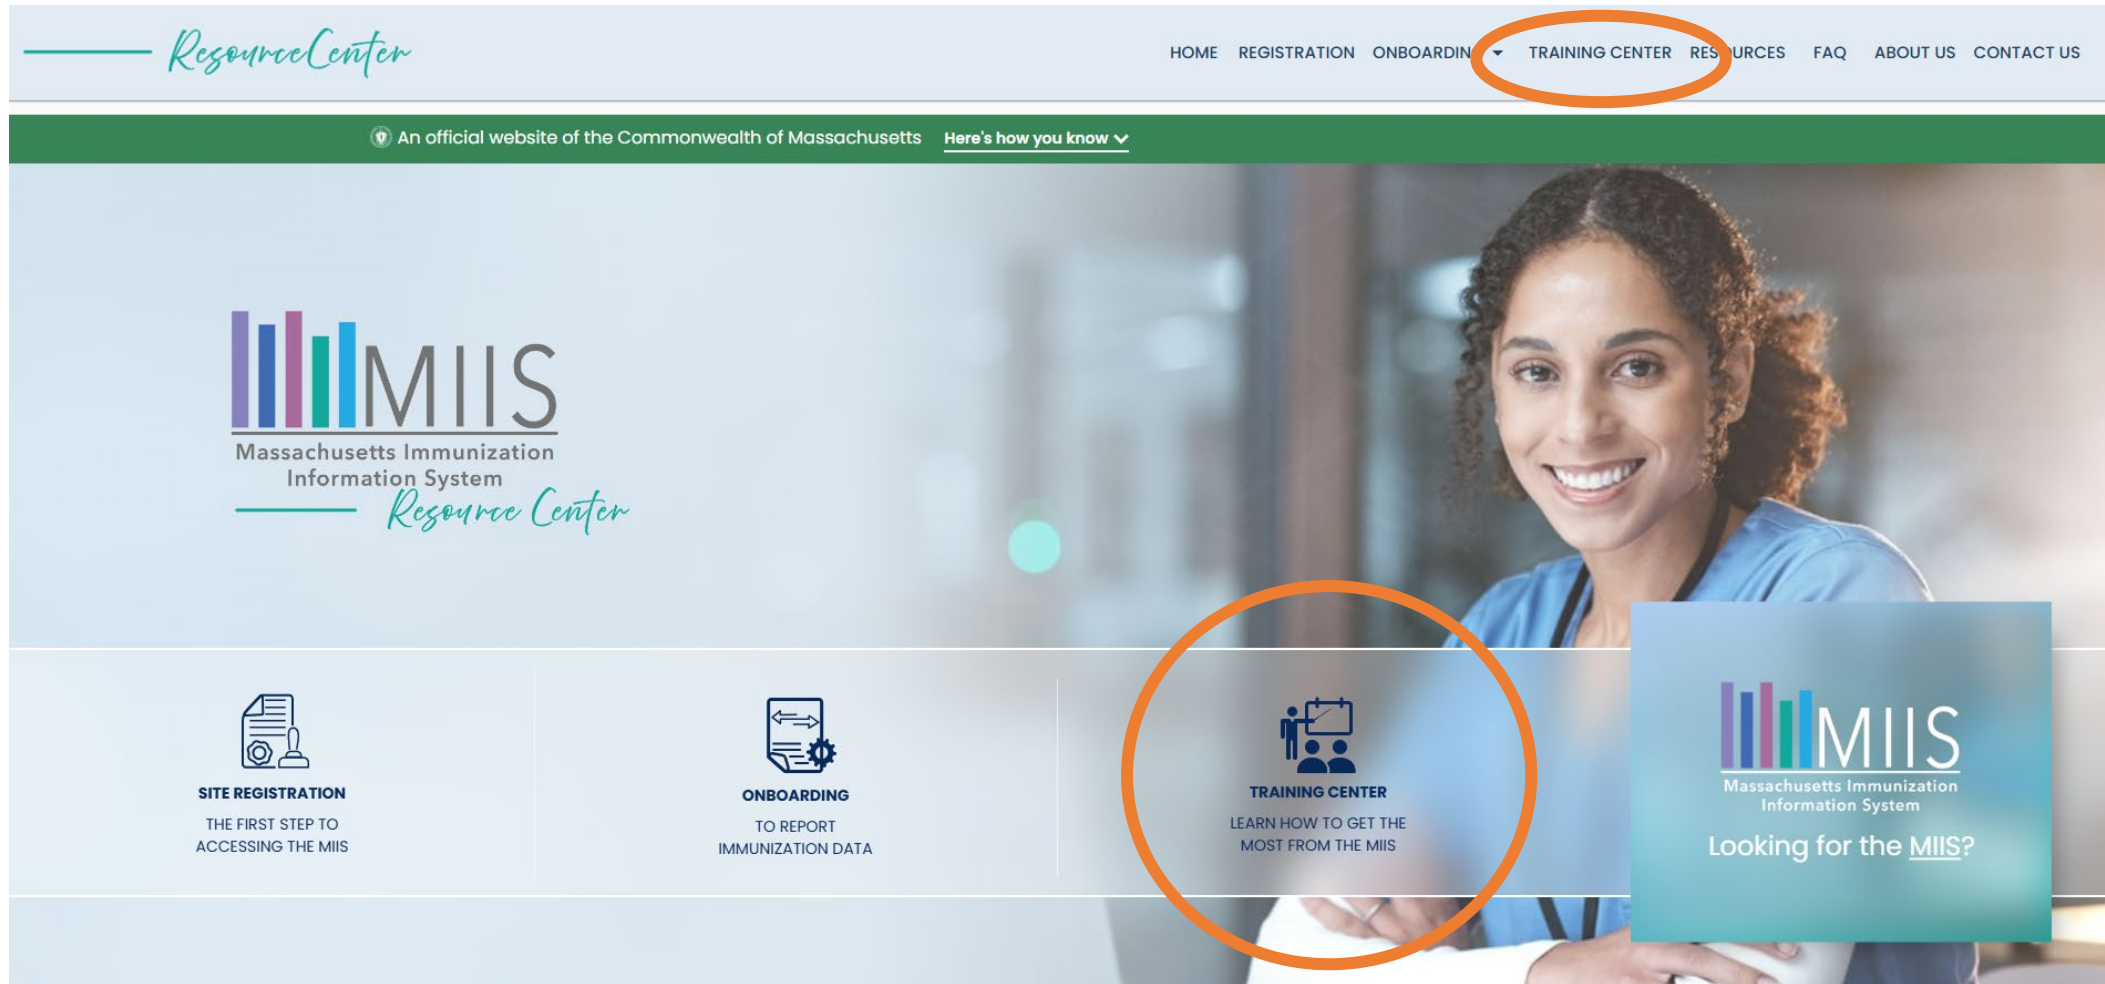 ResourceCenter
HOME REGISTRATION ONBOARDIN TRAINING CENTER RESOURCES FAQ ABOUT US CONTACT US
An official website of the Commonwealth of Massachusetts Here's how you know
MIIS
Massachusetts Immunization
Information System
Resource Center
SITE REGISTRATION
THE FIRST STEP TO
ACCESSING THE MIIS
ONBOARDING
TO REPORT
IMMUNIZATION DATA
TRAINING CENTER
LEARN HOW TO GET THE
MOST FROM THE MIIS
MIIS
Massachusetts Immunization
Information System
Looking for the MIIS?